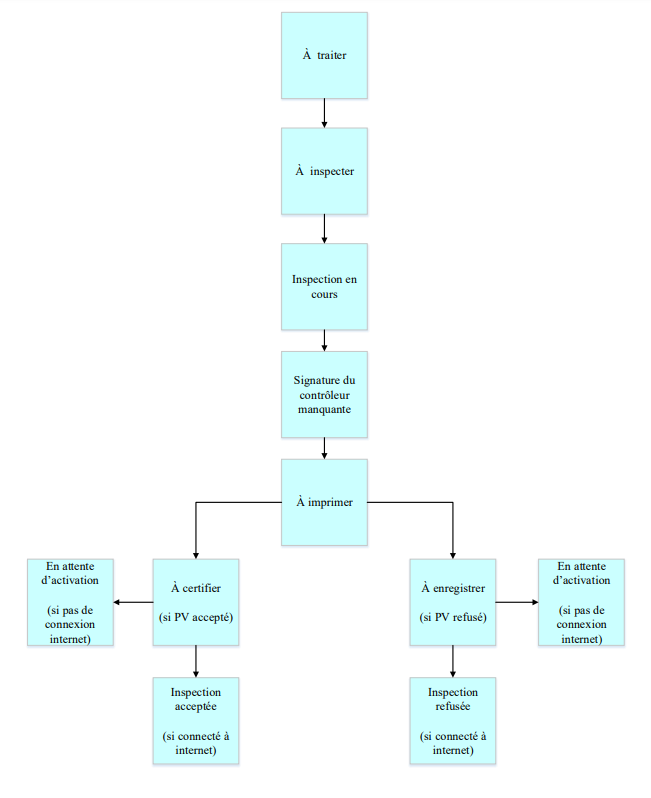 À traiter
À inspecter
Inspection en
cours
Signature du
contrôleur
manquante
À imprimer
En attente
d’activation
(si pas de
connexion
internet)
À certifier
(si PV accepté)
À enregistrer
(si PV refusé)
En attente
d’activation
(si pas de
connexion
internet)
Inspection
acceptée
(si connecté à
internet)
Inspection
refusée
(si connecté à
internet)